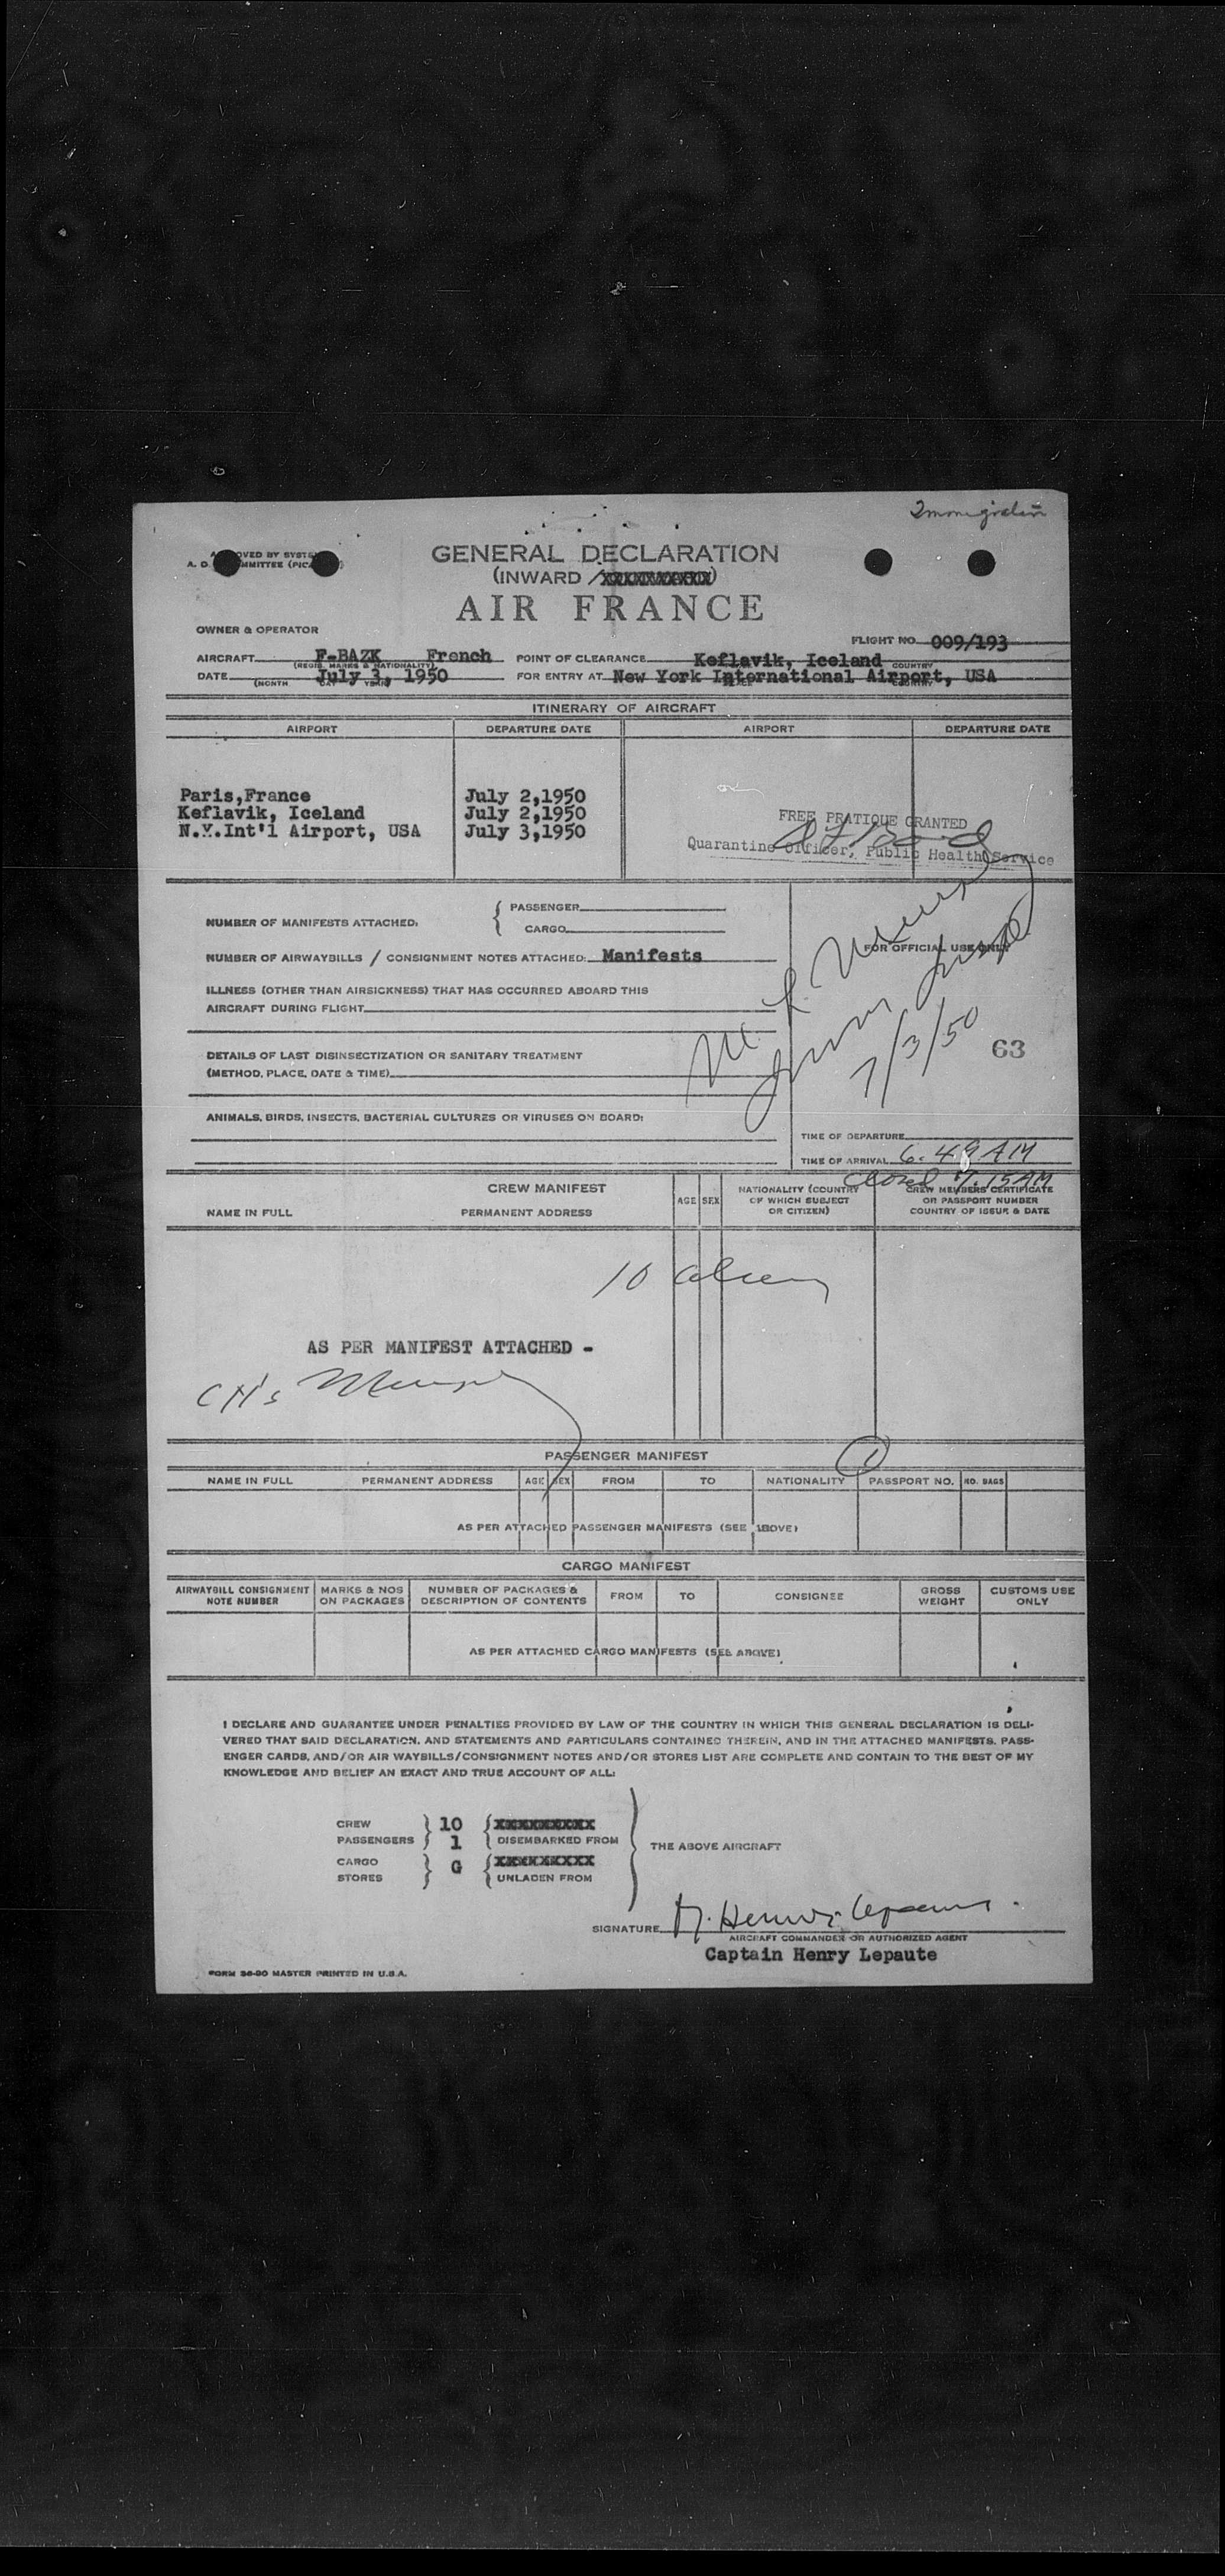 Immigration
APPROVED BY SYSTE
A. D. MMITTEE (PICA
GENERAL DECLARATION
(INWARD /XXXXXXXXXX)
AIR FRANCE
OWNER & OPERATOR
FLIGHT NO. 009/193
AIRCRAFT F-BAZK French POINT OF CLEARANCE Keflavik, Iceland
(REGIS. MARKS & NATIONALITY) COUNTRY
DATE July 3, 1950 FOR ENTRY AT New York International Airport, USA
(MONTH DAY YEAR) PLACE COUNTRY
ITINERARY OF AIRCRAFT
AIRPORT DEPARTURE DATE AIRPORT DEPARTURE DATE
Paris,France July 2,1950
Keflavik, Iceland July 2,1950
N.Y.Int'l Airport, USA July 3,1950
FREE PRATIQUE GRANTED
Quarantine Officer, Public Health Service
NUMBER OF MANIFESTS ATTACHED: { PASSENGER
CARGO
FOR OFFICIAL USE ONLY
NUMBER OF AIRWAYBILLS / CONSIGNMENT NOTES ATTACHED: Manifests
ILLNESS (OTHER THAN AIRSICKNESS) THAT HAS OCCURRED ABOARD THIS
AIRCRAFT DURING FLIGHT
7/3/50
63
DETAILS OF LAST DISINSECTIZATION OR SANITARY TREATMENT
(METHOD, PLACE, DATE & TIME)
ANIMALS, BIRDS, INSECTS, BACTERIAL CULTURES OR VIRUSES ON BOARD:
TIME OF DEPARTURE
TIME OF ARRIVAL 6.49 AM
Closed 7.15 AM
CREW MANIFEST
NAME IN FULL PERMANENT ADDRESS AGE SEX NATIONALITY (COUNTRY OF WHICH SUBJECT OR CITIZEN) CREW MEMBERS CERTIFICATE OR PASSPORT NUMBER COUNTRY OF ISSUE & DATE
10 aliens
AS PER MANIFEST ATTACHED -
PASSENGER MANIFEST 1
NAME IN FULL PERMANENT ADDRESS AGE SEX FROM TO NATIONALITY PASSPORT NO. NO. BAGS
AS PER ATTACHED PASSENGER MANIFESTS (SEE ABOVE)
CARGO MANIFEST
AIRWAYBILL CONSIGNMENT NOTE NUMBER MARKS & NOS ON PACKAGES NUMBER OF PACKAGES & DESCRIPTION OF CONTENTS FROM TO CONSIGNEE GROSS WEIGHT CUSTOMS USE ONLY
AS PER ATTACHED CARGO MANIFESTS (SEE ABOVE)
I DECLARE AND GUARANTEE UNDER PENALTIES PROVIDED BY LAW OF THE COUNTRY IN WHICH THIS GENERAL DECLARATION IS DELI-
VERED THAT SAID DECLARATION, AND STATEMENTS AND PARTICULARS CONTAINED THEREIN, AND IN THE ATTACHED MANIFESTS, PASS-
ENGER CARDS, AND/OR AIR WAYBILLS/CONSIGNMENT NOTES AND/OR STORES LIST ARE COMPLETE AND CONTAIN TO THE BEST OF MY
KNOWLEDGE AND BELIEF AN EXACT AND TRUE ACCOUNT OF ALL:
CREW } 10 { XXXXXXXXXX
PASSENGERS } 1 DISEMBARKED FROM
THE ABOVE AIRCRAFT
CARGO } G { XXXXXXXXX
STORES UNLADEN FROM
SIGNATURE
AIRCRAFT COMMANDER OR AUTHORIZED AGENT
Captain Henry Lepaute
FORM 36-90 MASTER PRINTED IN U.S.A.